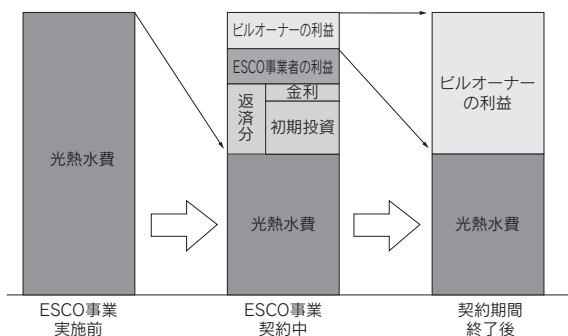 光熱水費
ビルオーナーの利益
ESCO事業者の利益
返済分
金利
初期投資
光熱水費
ビルオーナー
の利益
光熱水費
ESCO事業
実施前
ESCO事業
契約中
契約期間
終了後